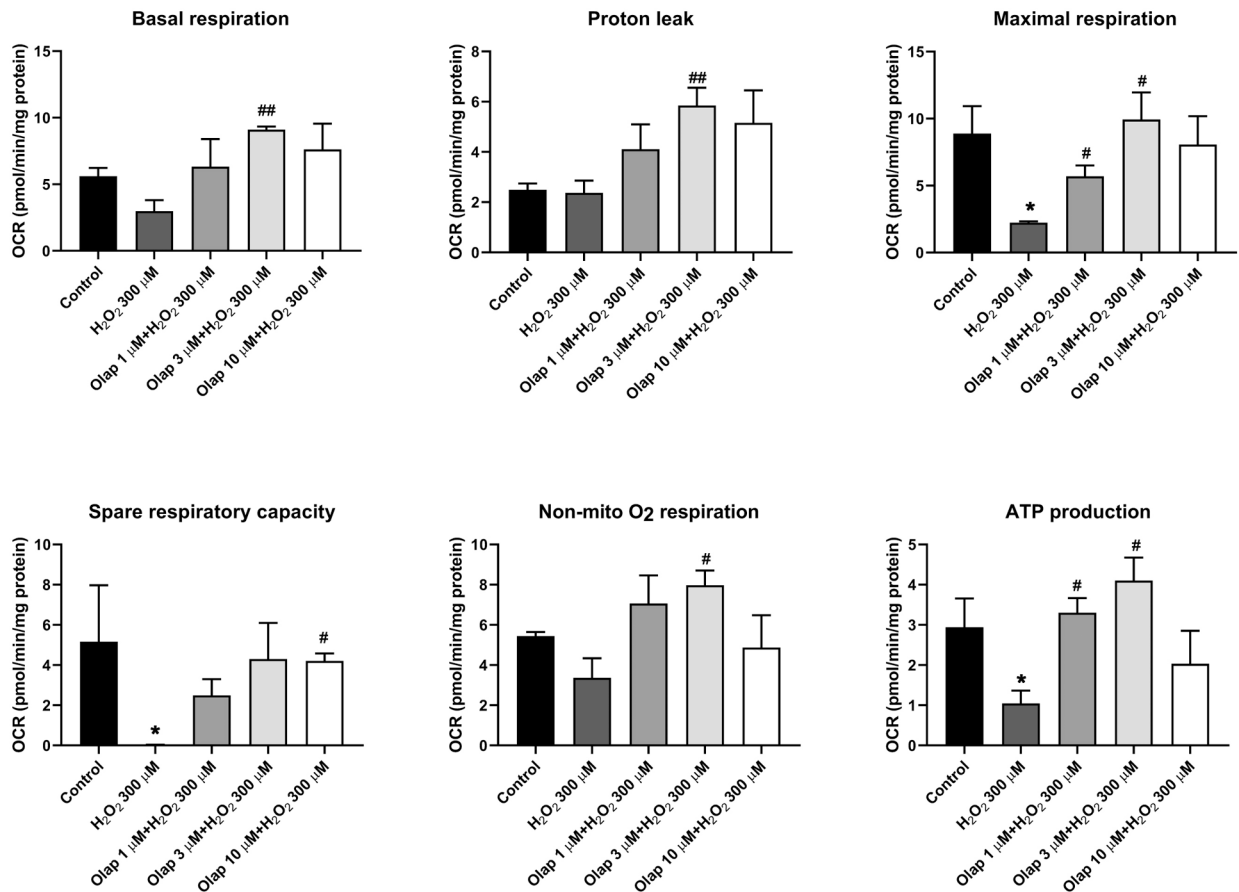 Basal respiration
OCR (pmol/min/mg protein)
15
10
5
0
##
Control
H₂O₂ 300 μM
Olap 1 μM+H₂O₂ 300 μM
Olap 3 μM+H₂O₂ 300 μM
Olap 10 μM+H₂O₂ 300 μM
Proton leak
OCR (pmol/min/mg protein)
8
6
4
2
0
##
Control
H₂O₂ 300 μM
Olap 1 μM+H₂O₂ 300 μM
Olap 3 μM+H₂O₂ 300 μM
Olap 10 μM+H₂O₂ 300 μM
Maximal respiration
OCR (pmol/min/mg protein)
15
10
5
0
*
#
#
Control
H₂O₂ 300 μM
Olap 1 μM+H₂O₂ 300 μM
Olap 3 μM+H₂O₂ 300 μM
Olap 10 μM+H₂O₂ 300 μM
Spare respiratory capacity
OCR (pmol/min/mg protein)
10
8
6
4
2
0
*
#
Control
H₂O₂ 300 μM
Olap 1 μM+H₂O₂ 300 μM
Olap 3 μM+H₂O₂ 300 μM
Olap 10 μM+H₂O₂ 300 μM
Non-mito O₂ respiration
OCR (pmol/min/mg protein)
10
8
6
4
2
0
#
Control
H₂O₂ 300 μM
Olap 1 μM+H₂O₂ 300 μM
Olap 3 μM+H₂O₂ 300 μM
Olap 10 μM+H₂O₂ 300 μM
ATP production
OCR (pmol/min/mg protein)
5
4
3
2
1
0
*
#
#
Control
H₂O₂ 300 μM
Olap 1 μM+H₂O₂ 300 μM
Olap 3 μM+H₂O₂ 300 μM
Olap 10 μM+H₂O₂ 300 μM